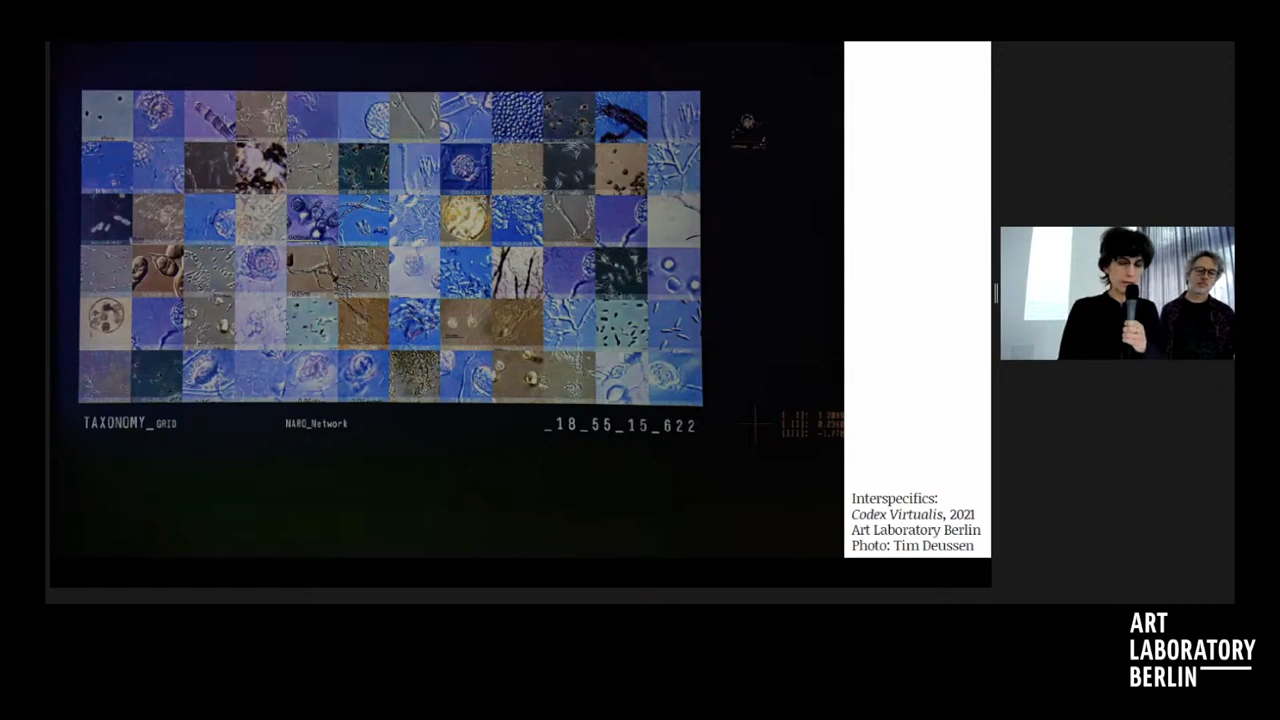 TAXONOMY_GRID
NARO_Network
_18_55_15_622
Interspecifics:
Codex Virtualis, 2021
Art Laboratory Berlin
Photo: Tim Deussen
ART
LABORATORY
BERLIN